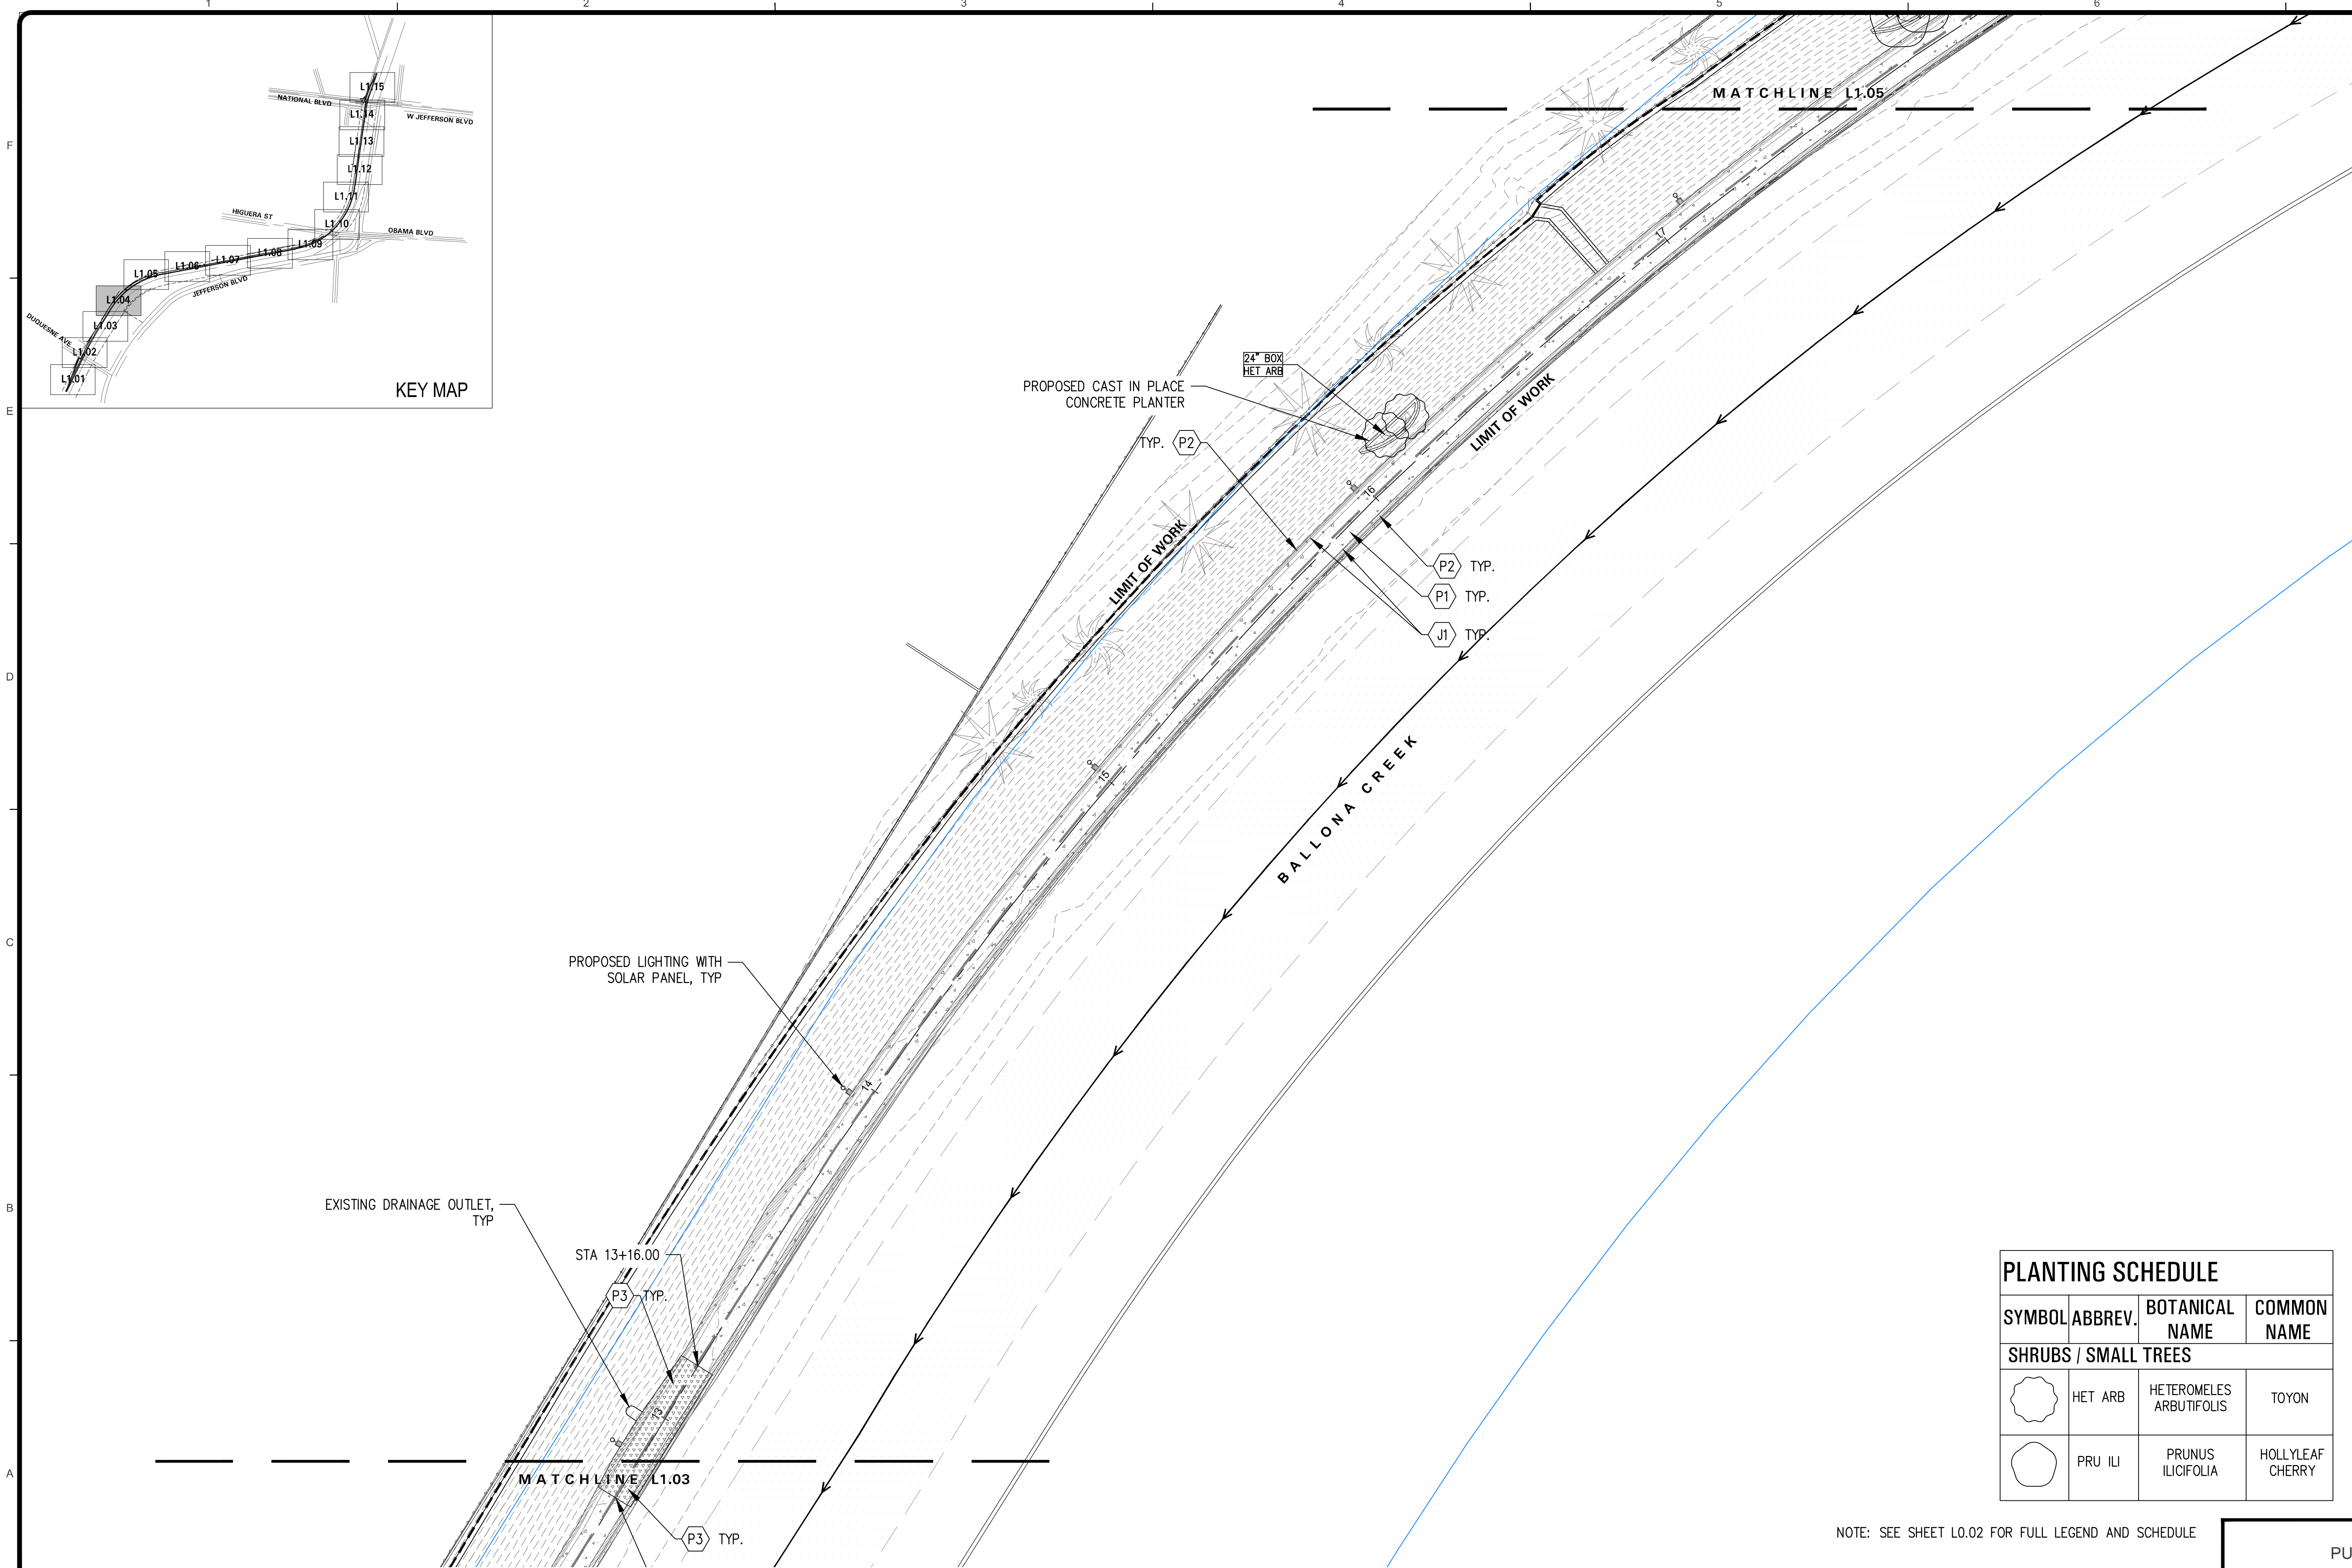 1
2
3
4
5
6
F
E
D
C
B
A
L1.15
NATIONAL BLVD
L1.14
W JEFFERSON BLVD
L1.13
L1.12
L1.11
HIGUERA ST
L1.10
OBAMA BLVD
L1.09
L1.08
L1.07
L1.06
L1.05
JEFFERSON BLVD
L1.04
L1.03
DUQUESNE AVE
L1.02
L1.01
KEY MAP
MATCHLINE L1.05
17
24" BOX
HET ARB
PROPOSED CAST IN PLACE
CONCRETE PLANTER
LIMIT OF WORK
TYP. P2
16
LIMIT OF WORK
P2 TYP.
P1 TYP.
J1 TYP.
15
BALLONA CREEK
PROPOSED LIGHTING WITH
SOLAR PANEL, TYP
14
EXISTING DRAINAGE OUTLET,
TYP
STA 13+16.00
P3 TYP.
13
MATCHLINE L1.03
P3 TYP.
PLANTING SCHEDULE
SYMBOL ABBREV. BOTANICAL NAME COMMON NAME
SHRUBS / SMALL TREES
HET ARB HETEROMELES ARBUTIFOLIS TOYON
PRU ILI PRUNUS ILICIFOLIA HOLLYLEAF CHERRY
NOTE: SEE SHEET L0.02 FOR FULL LEGEND AND SCHEDULE
PU